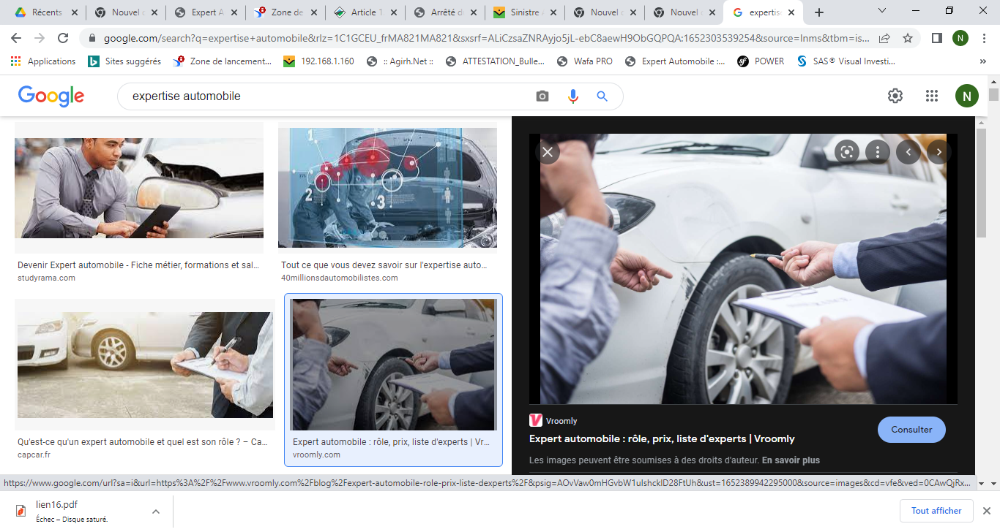 Récents
Nouvel o
Expert A
Zone de
Article 1
Arrêté d
Sinistre
Nouvel o
Nouvel o
expertis
google.com/search?q=expertise+automobile&rlz=1C1GCEU_frMA821MA821&sxsrf=ALiCzsaZNRAyjo5jL-ebC8aewH9ObGQPQA:1652303539254&source=lnms&tbm=is...
N
Applications
Sites suggérés
Zone de lancement...
192.168.1.160
:: Agirh.Net ::
ATTESTATION_Bulle...
Wafa PRO
Expert Automobile :...
POWER
SAS® Visual Investi...
»
Google
expertise automobile
N
1
2
3
Devenir Expert automobile - Fiche métier, formations et sal...
studyrama.com
Tout ce que vous devez savoir sur l'expertise auto...
40millionsdautomobilistes.com
Qu'est-ce qu'un expert automobile et quel est son rôle ? – Ca...
capcar.fr
Expert automobile : rôle, prix, liste d'experts | Vr...
vroomly.com
Vroomly
Expert automobile : rôle, prix, liste d'experts | Vroomly
Consulter
Les images peuvent être soumises à des droits d'auteur. En savoir plus
https://www.google.com/url?sa=i&url=https%3A%2F%2Fwww.vroomly.com%2Fblog%2Fexpert-automobile-role-prix-liste-dexperts%2F&psig=AOvVaw0mHGvbW1uIshckID28FtUh&ust=1652389942295000&source=images&cd=vfe&ved=0CAwQjRx...
lien16.pdf
Échec – Disque saturé.
Tout afficher